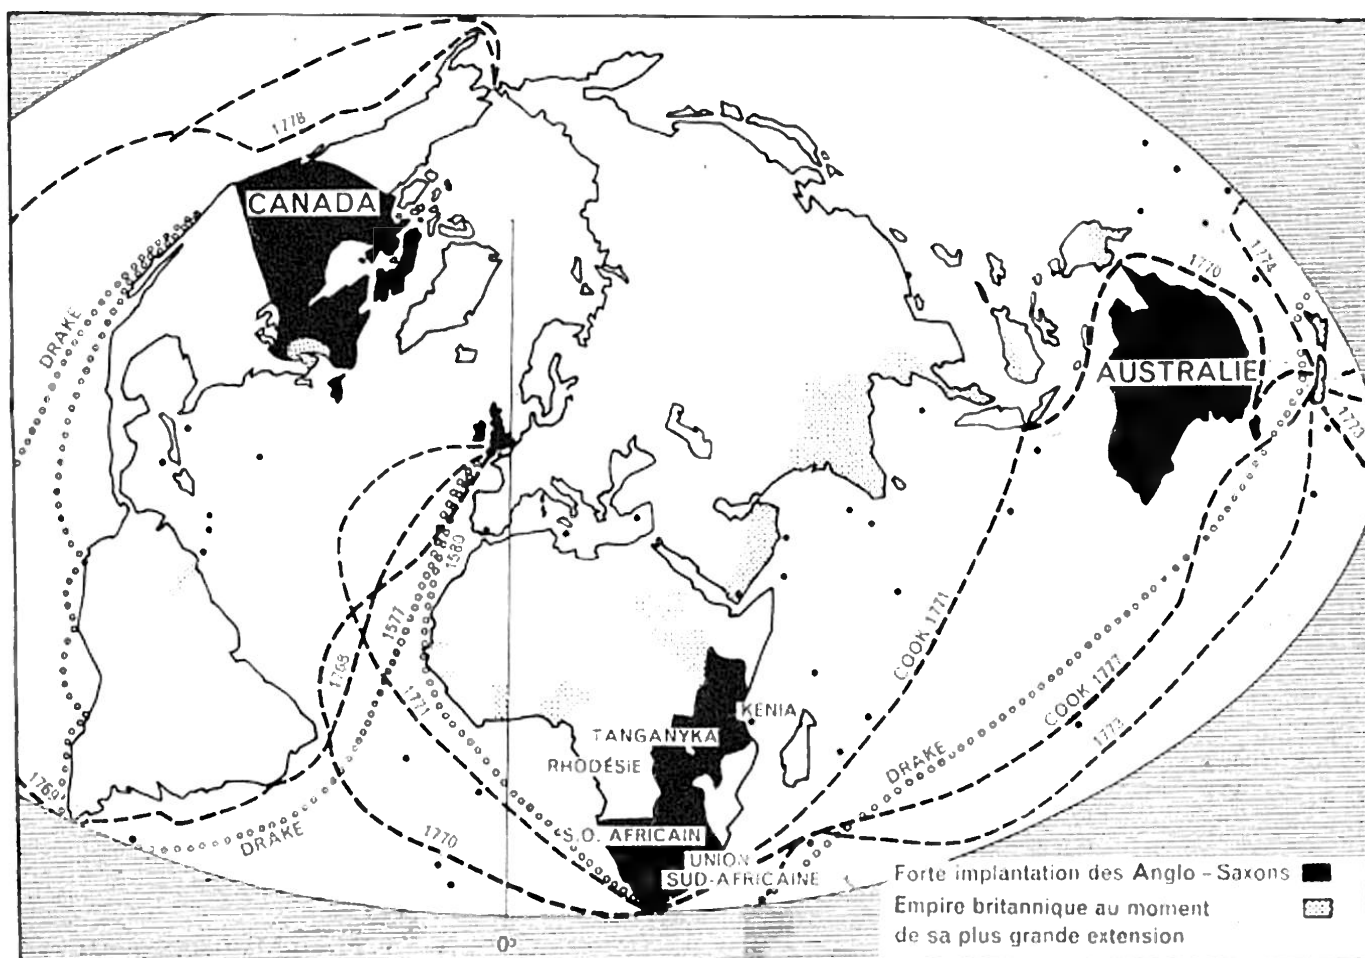 1778
CANADA
DRAKE
1770
1774
AUSTRALIE
1773
1580
1577
1768
1771
COOK 1771
KENIA
TANGANYKA
RHODÉSIE
COOK 1777
1773
DRAKE
1769
DRAKE
1770
S.O. AFRICAIN
UNION
SUD-AFRICAINE
Forte implantation des Anglo-Saxons
Empire britannique au moment
de sa plus grande extension
0°